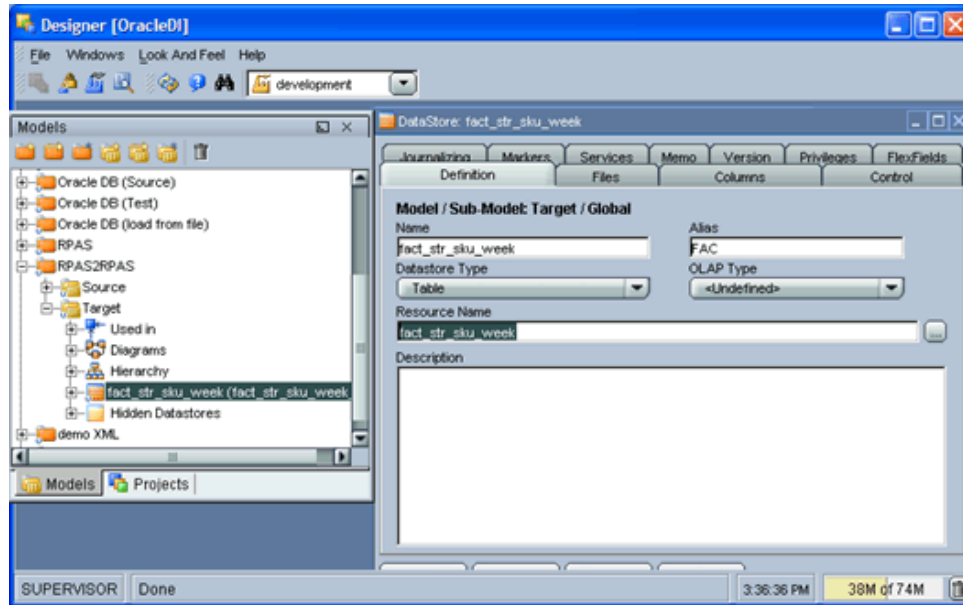 Designer [OracleDI]
File Windows Look And Feel Help
development
Models
Oracle DB (Source)
Oracle DB (Test)
Oracle DB (load from file)
RPAS
RPAS2RPAS
Source
Target
Used in
Diagrams
Hierarchy
fact_str_sku_week (fact_str_sku_week
Hidden Datastores
demo XML
Models Projects
DataStore: fact_str_sku_week
Journalizing Markers Services Memo Version Privileges FlexFields
Definition Files Columns Control
Model / Sub-Model: Target / Global
Name Alias
fact_str_sku_week FAC
Datastore Type OLAP Type
Table <Undefined>
Resource Name
fact_str_sku_week
...
Description
SUPERVISOR Done 3:36:36 PM 38M of 74M